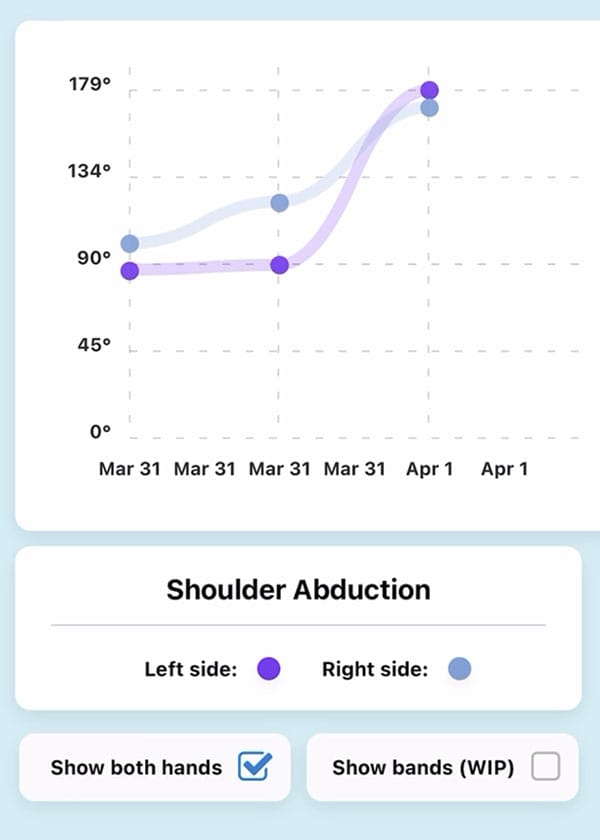 179°
134°
90°
45°
0°
Mar 31 Mar 31 Mar 31 Mar 31 Apr 1 Apr 1
Shoulder Abduction
Left side: Right side:
Show both hands Show bands (WIP)